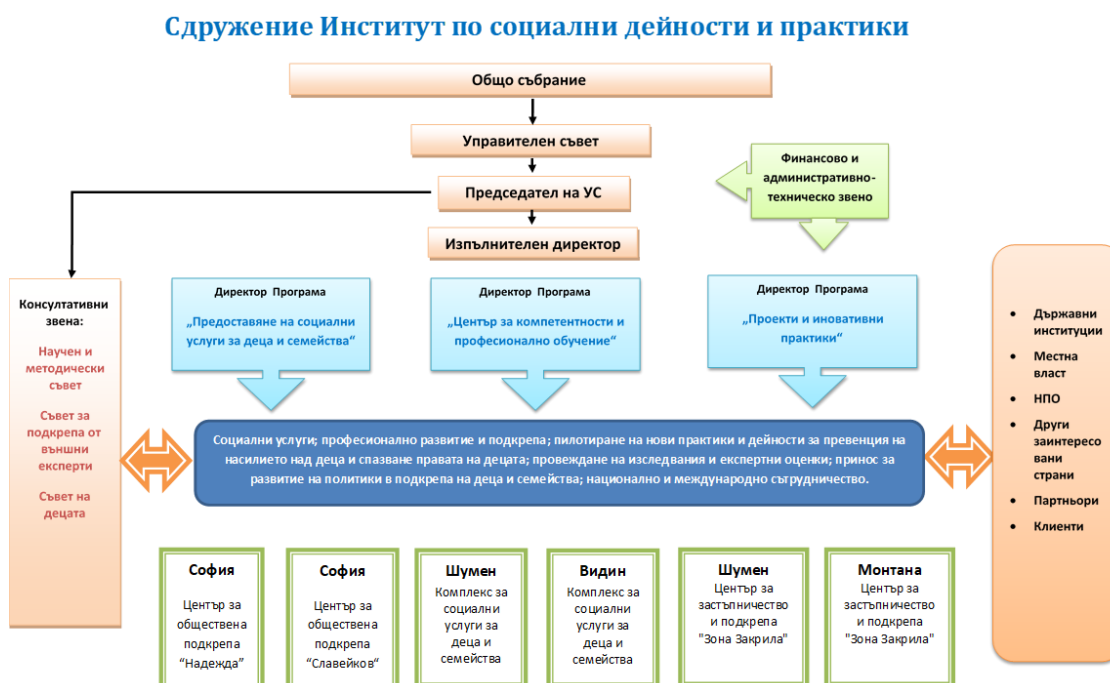 Сдружение Институт по социални дейности и практики
Общо събрание
Управителен съвет
Председател на УС
Изпълнителен директор
Финансово и
административно-
техническо звено
Консултативни
звена:
Научен и
методически
съвет
Съвет за
подкрепа от
външни
експерти
Съвет на
децата
Директор Програма
„Предоставяне на социални
услуги за деца и семейства“
Директор Програма
„Център за компетентности и
професионално обучение“
Директор Програма
„Проекти и иновативни
практики“
• Държавни
институции
• Местна
власт
• НПО
• Други
заинтересо
вани
страни
• Партньори
• Клиенти
Социални услуги; професионално развитие и подкрепа; пилотиране на нови практики и дейности за превенция на
насилието над деца и спазване правата на децата; провеждане на изследвания и експертни оценки; принос за
развитие на политики в подкрепа на деца и семейства; национално и международно сътрудничество.
София
Център за
обществена
подкрепа
“Надежда”
София
Център за
обществена
подкрепа
“Славейков“
Шумен
Комплекс за
социални
услуги за
деца и
семейства
Видин
Комплекс за
социални
услуги за
деца и
семейства
Шумен
Център за
застъпничество
и подкрепа
"Зона Закрила"
Монтана
Център за
застъпничество
и подкрепа
"Зона Закрила"